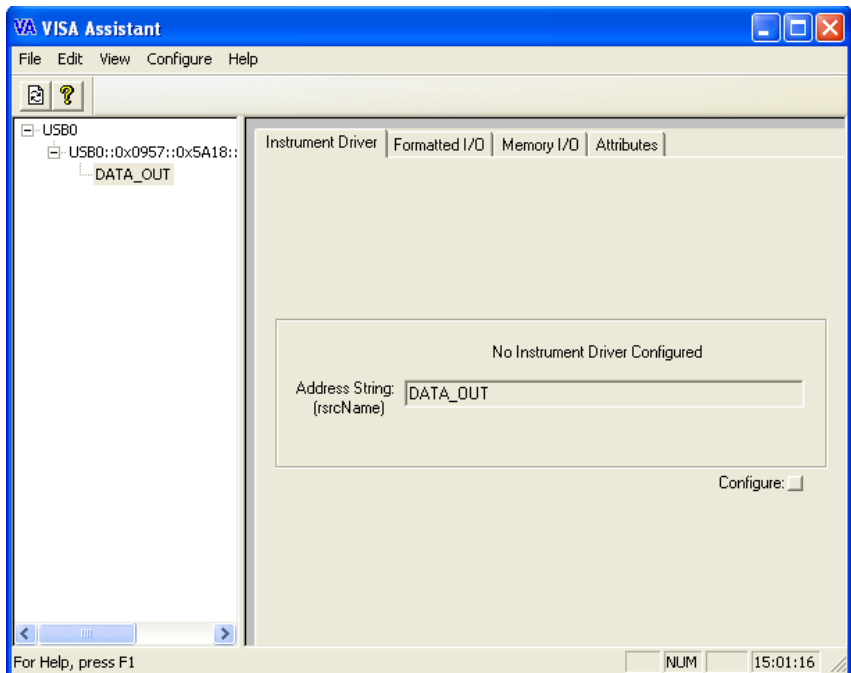 VA VISA Assistant
File Edit View Configure Help
USB0
USB0::0x0957::0x5A18::
DATA_OUT
Instrument Driver Formatted I/O Memory I/O Attributes
No Instrument Driver Configured
Address String: DATA_OUT
(rsrcName)
Configure:
For Help, press F1 NUM 15:01:16